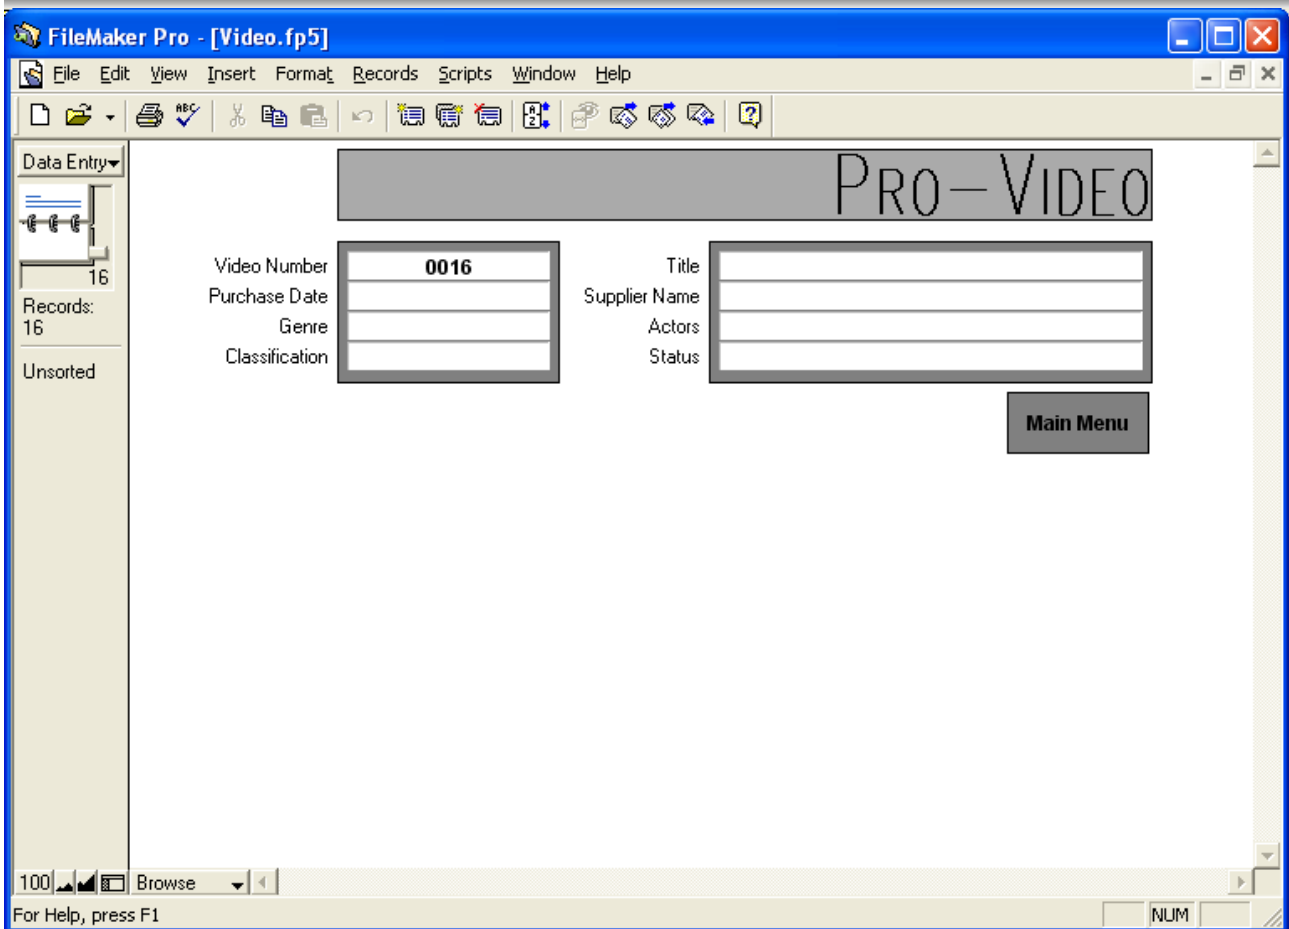 FileMaker Pro - [Video.fp5]
File Edit View Insert Format Records Scripts Window Help
ABC
Data Entry
PRO-VIDEO
Video Number 0016 Title
16
Purchase Date Supplier Name
Records:
16
Genre Actors
Classification Status
Unsorted
Main Menu
100 Browse
For Help, press F1 NUM